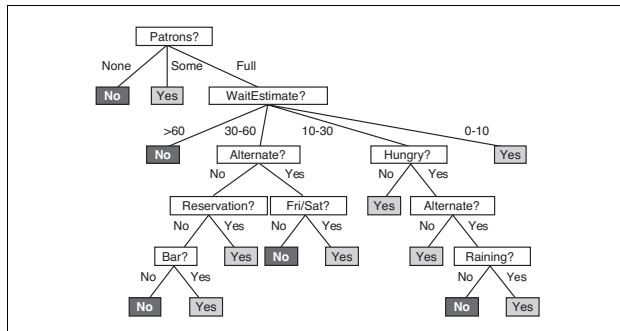 Patrons?
None Some Full
No Yes WaitEstimate?
>60 30-60 10-30 0-10
No Alternate? Hungry? Yes
No Yes No Yes
Reservation? Fri/Sat? Yes Alternate?
No Yes No Yes No Yes
Bar? Yes No Yes Yes Raining?
No Yes No Yes
No Yes No Yes